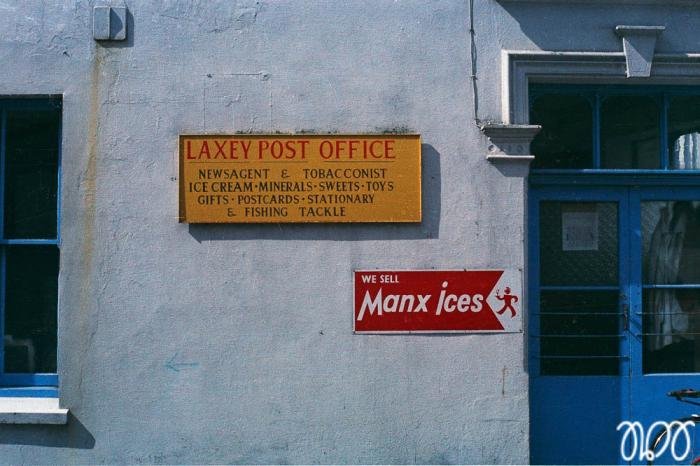 LAXEY POST OFFICE
NEWSAGENT & TOBACCONIST
ICE CREAM · MINERALS · SWEETS · TOYS
GIFTS · POSTCARDS · STATIONARY
& FISHING TACKLE
WE SELL
Manx ices